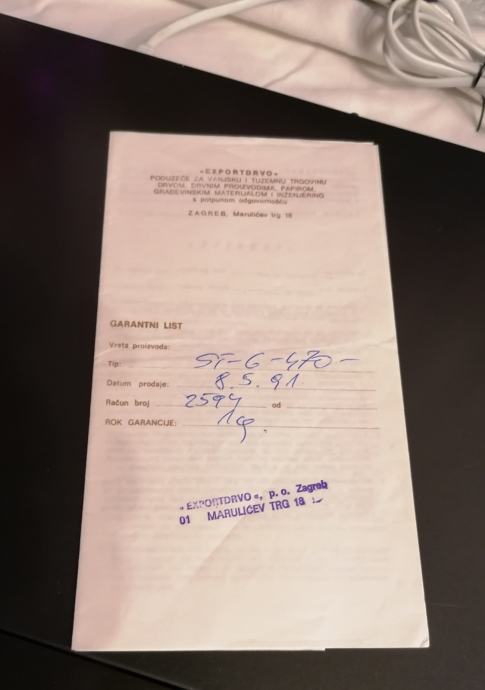 «EXPORTDRVO»
PODUZEĆE ZA VANJSKU I TUZEMNU TRGOVINU
DRVOM, DRVNIM PROIZVODIMA, PAPIROM,
GRAĐEVINSKIM MATERIJALOM I INŽENJERING
s potpunom odgovornošću
ZAGREB, Marulićev trg 18
GARANTNI LIST
Vrsta proizvoda:
Tip: ST-6-470-
Datum prodaje: 8.5.91
Račun broj 2594 od
ROK GARANCIJE: 1g.
«EXPORTDRVO«, p. o. Zagreb
01 MARULIĆEV TRG 18